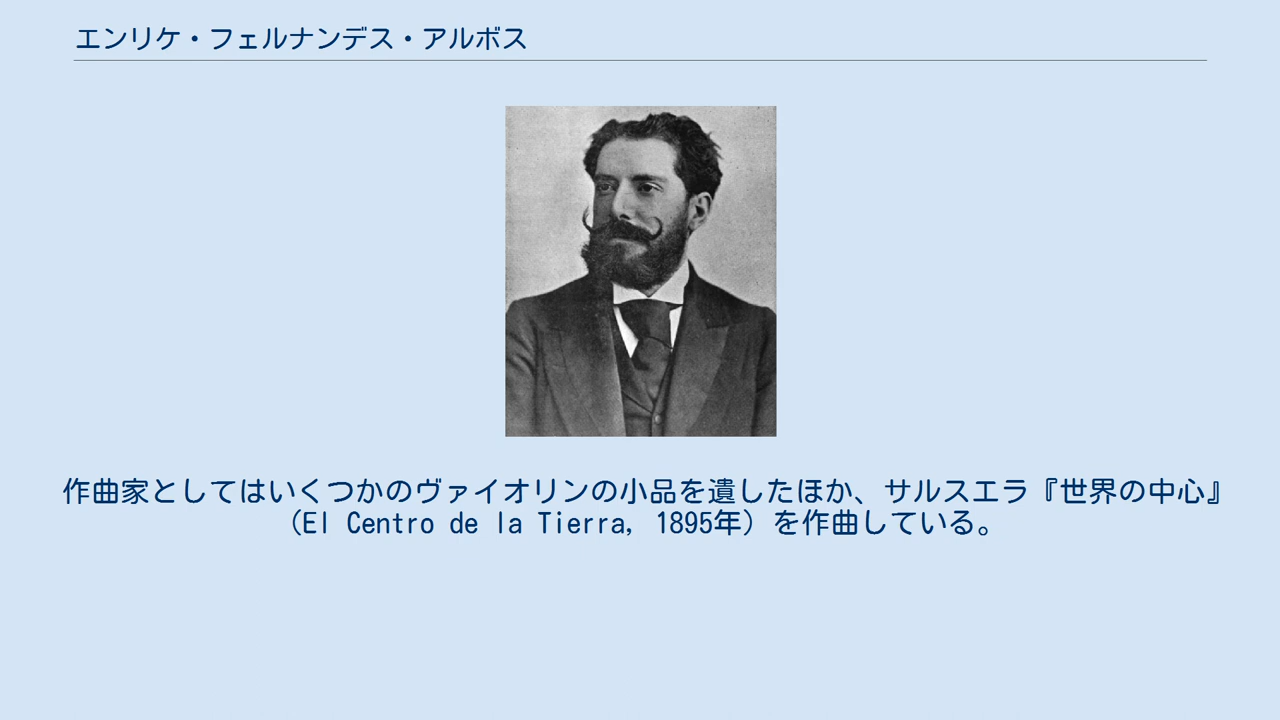 エンリケ・フェルナンデス・アルボス
作曲家としてはいくつかのヴァイオリンの小品を遺したほか、サルスエラ『世界の中心』
（El Centro de la Tierra, 1895年）を作曲している。